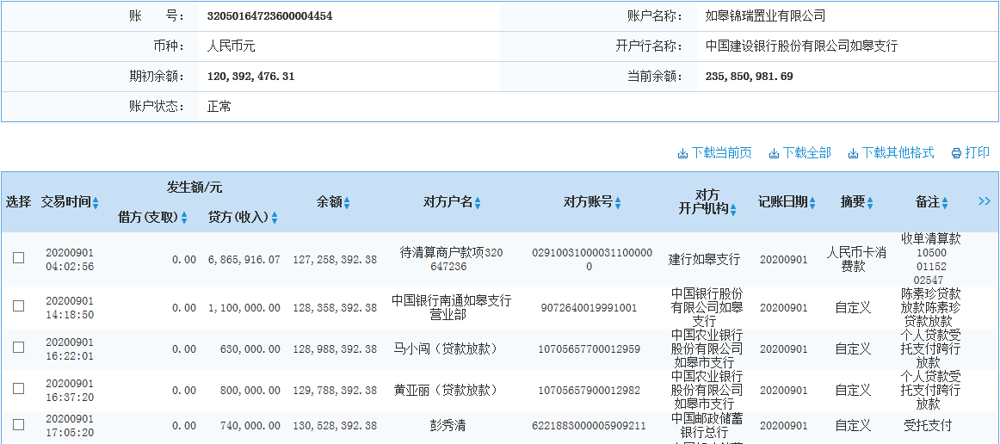 账 号： 32050164723600004454 账户名称： 如皋锦瑞置业有限公司
币种： 人民币元 开户行名称： 中国建设银行股份有限公司如皋支行
期初余额： 120,392,476.31 当前余额： 235,850,981.69
账户状态： 正常
下载当前页 下载全部 下载其他格式 打印
选择 交易时间 发生额/元 余额 对方户名 对方账号 对方 开户机构 记账日期 摘要 备注 >>
借方(支取) 贷方(收入)
20200901 04:02:56 0.00 6,865,916.07 127,258,392.38 待清算商户款项320647236 02910031000031100000 0 建行如皋支行 20200901 人民币卡消费款 收单清算款 10500 01152 02547
20200901 14:18:50 0.00 1,100,000.00 128,358,392.38 中国银行南通如皋支行营业部 9072640019991001 中国银行股份有限公司如皋支行 20200901 自定义 陈素珍贷款放款陈素珍贷款放款
20200901 16:22:01 0.00 630,000.00 128,988,392.38 马小闯（贷款放款） 10705657700012959 中国农业银行股份有限公司如皋市支行 20200901 自定义 个人贷款受托支付跨行放款
20200901 16:37:20 0.00 800,000.00 129,788,392.38 黄亚丽（贷款放款） 10705657900012982 中国农业银行股份有限公司如皋市支行 20200901 自定义 个人贷款受托支付跨行放款
20200901 17:05:20 0.00 740,000.00 130,528,392.38 彭秀清 6221883000005909211 中国邮政储蓄银行总行 20200901 自定义 受托支付